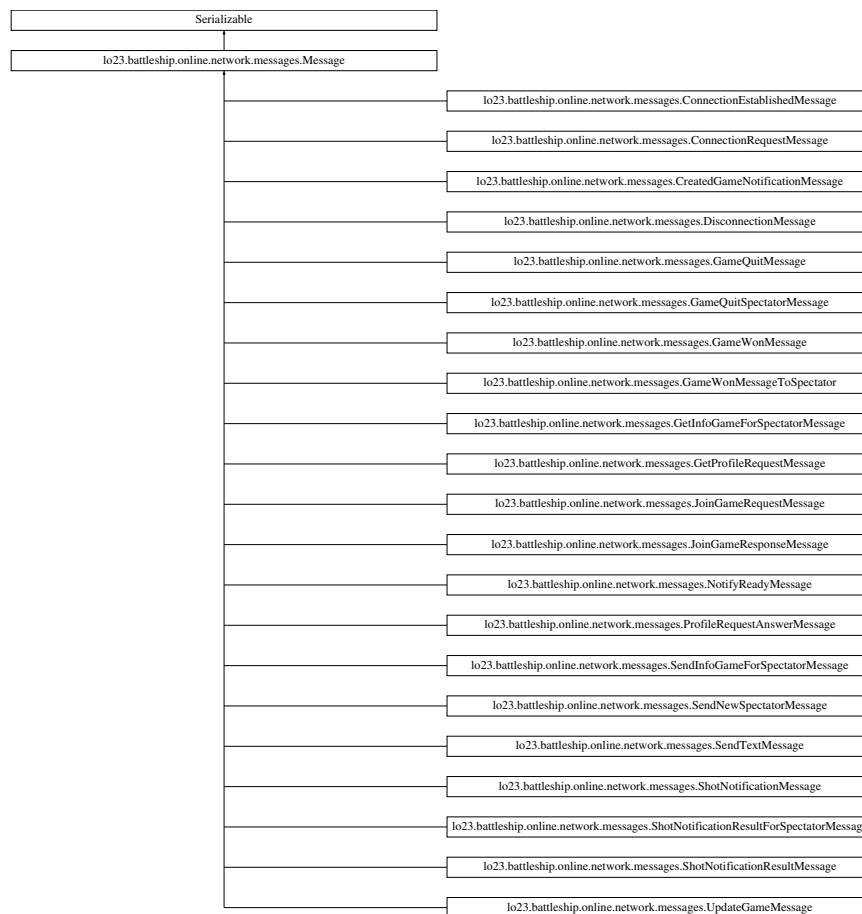 Serializable
lo23.battleship.online.network.messages.Message
lo23.battleship.online.network.messages.ConnectionEstablishedMessage
lo23.battleship.online.network.messages.ConnectionRequestMessage
lo23.battleship.online.network.messages.CreatedGameNotificationMessage
lo23.battleship.online.network.messages.DisconnectionMessage
lo23.battleship.online.network.messages.GameQuitMessage
lo23.battleship.online.network.messages.GameQuitSpectatorMessage
lo23.battleship.online.network.messages.GameWonMessage
lo23.battleship.online.network.messages.GameWonMessageToSpectator
lo23.battleship.online.network.messages.GetInfoGameForSpectatorMessage
lo23.battleship.online.network.messages.GetProfileRequestMessage
lo23.battleship.online.network.messages.JoinGameRequestMessage
lo23.battleship.online.network.messages.JoinGameResponseMessage
lo23.battleship.online.network.messages.NotifyReadyMessage
lo23.battleship.online.network.messages.ProfileRequestAnswerMessage
lo23.battleship.online.network.messages.SendInfoGameForSpectatorMessage
lo23.battleship.online.network.messages.SendNewSpectatorMessage
lo23.battleship.online.network.messages.SendTextMessage
lo23.battleship.online.network.messages.ShotNotificationMessage
lo23.battleship.online.network.messages.ShotNotificationResultForSpectatorMessag
lo23.battleship.online.network.messages.ShotNotificationResultMessage
lo23.battleship.online.network.messages.UpdateGameMessage